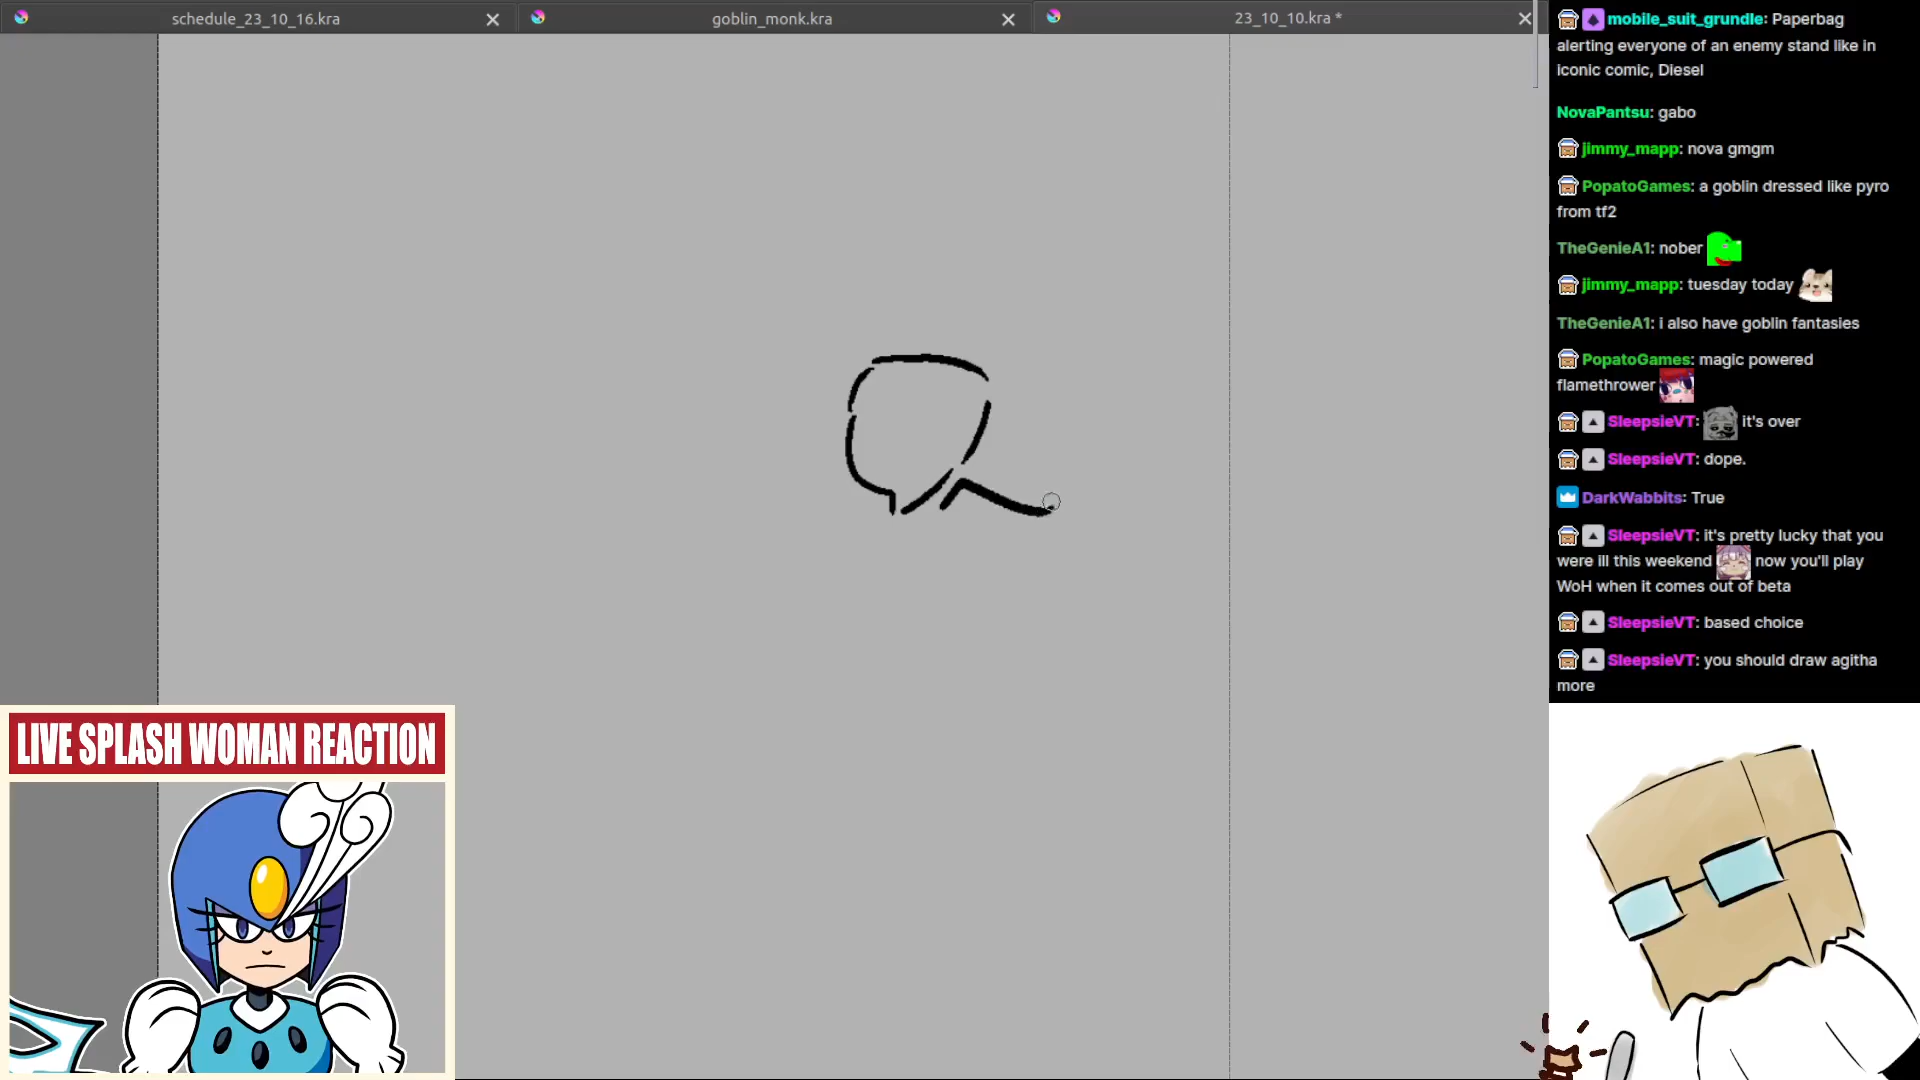 schedule_23_10_16.kra
goblin_monk.kra
23_10_10.kra *
mobile_suit_grundle: Paperbag
alerting everyone of an enemy stand like in
iconic comic, Diesel
NovaPantsu: gabo
jimmy_mapp: nova gmgm
PopatoGames: a goblin dressed like pyro
from tf2
TheGenieA1: nober
jimmy_mapp: tuesday today
TheGenieA1: i also have goblin fantasies
PopatoGames: magic powered
flamethrower
SleepsieVT: it's over
SleepsieVT: dope.
DarkWabbits: True
SleepsieVT: it's pretty lucky that you
were ill this weekend now you'll play
WoH when it comes out of beta
SleepsieVT: based choice
SleepsieVT: you should draw agitha
more
LIVE SPLASH WOMAN REACTION